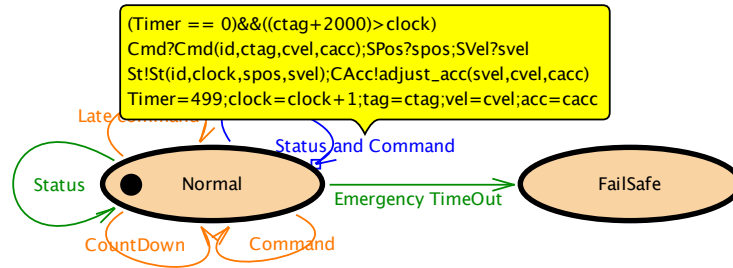 (Timer == 0)&&((ctag+2000)>clock)
Cmd?Cmd(id,ctag,cvel,cacc);SPos?spos;SVel?svel
St!St(id,clock,spos,svel);CAcc!adjust_acc(svel,cvel,cacc)
Timer=499;clock=clock+1;tag=ctag;vel=cvel;acc=cacc
Late command
Status and Command
Status
Normal
FailSafe
Emergency TimeOut
CountDown
Command